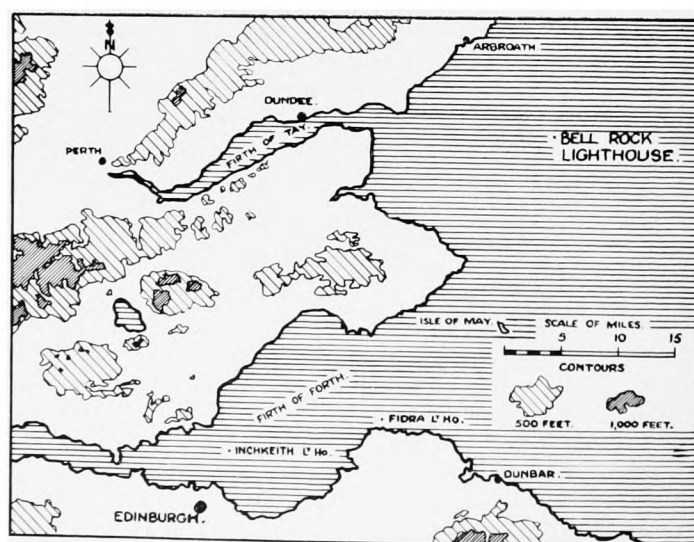 N
ARBROATH.
DUNDEE.
BELL ROCK
LIGHTHOUSE.
PERTH
FIRTH OF TAY.
ISLE OF MAY.
SCALE OF MILES.
5 10 15
CONTOURS
500 FEET. 1,000 FEET.
FIRTH OF FORTH.
FIDRA LT HO.
INCHKEITH LT HO.
DUNBAR.
EDINBURGH.